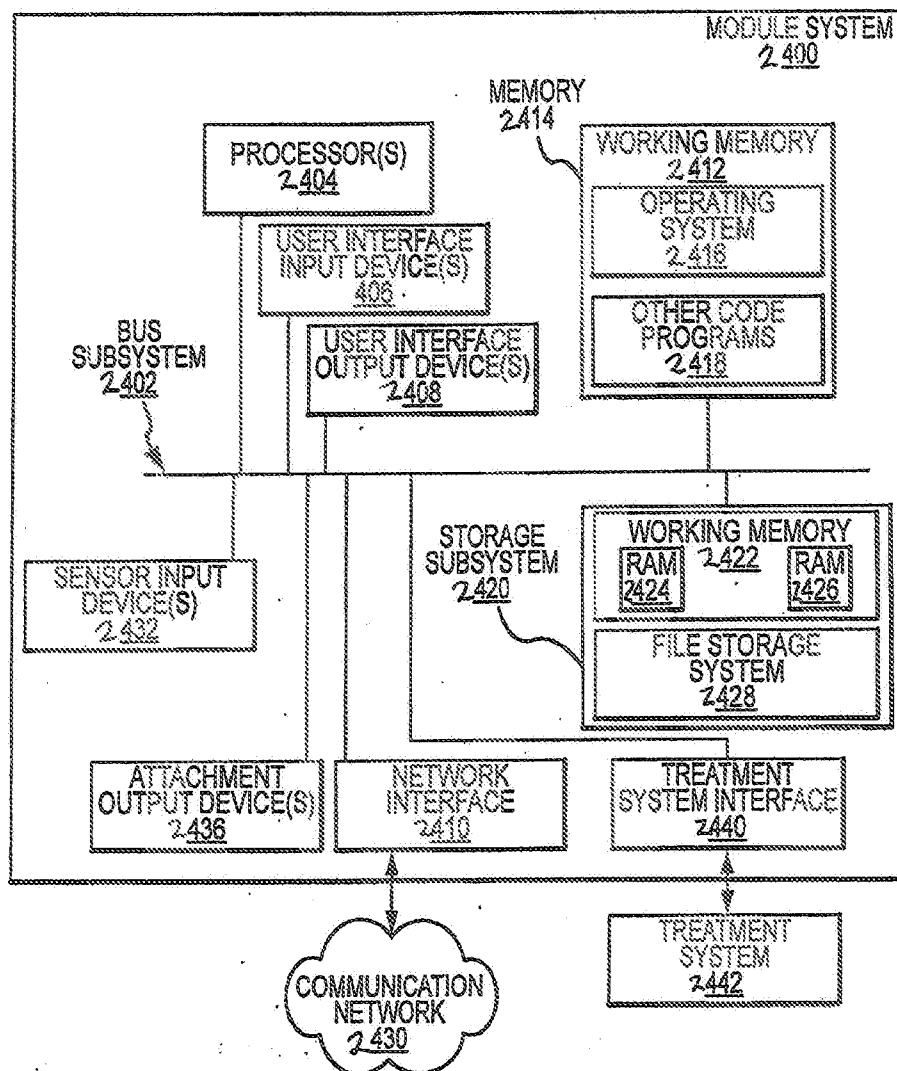 MODULE SYSTEM
2400
MEMORY
2414
PROCESSOR(S)
2404
WORKING MEMORY
2412
OPERATING
SYSTEM
2416
USER INTERFACE
INPUT DEVICE(S)
406
OTHER CODE
PROGRAMS
2418
BUS
SUBSYSTEM
2402
USER INTERFACE
OUTPUT DEVICE(S)
2408
STORAGE
SUBSYSTEM
2420
WORKING MEMORY
2422
RAM
2424
RAM
2426
SENSOR INPUT
DEVICE(S)
2432
FILE STORAGE
SYSTEM
2428
ATTACHMENT
OUTPUT DEVICE(S)
2436
NETWORK
INTERFACE
2410
TREATMENT
SYSTEM INTERFACE
2440
COMMUNICATION
NETWORK
2430
TREATMENT
SYSTEM
2442